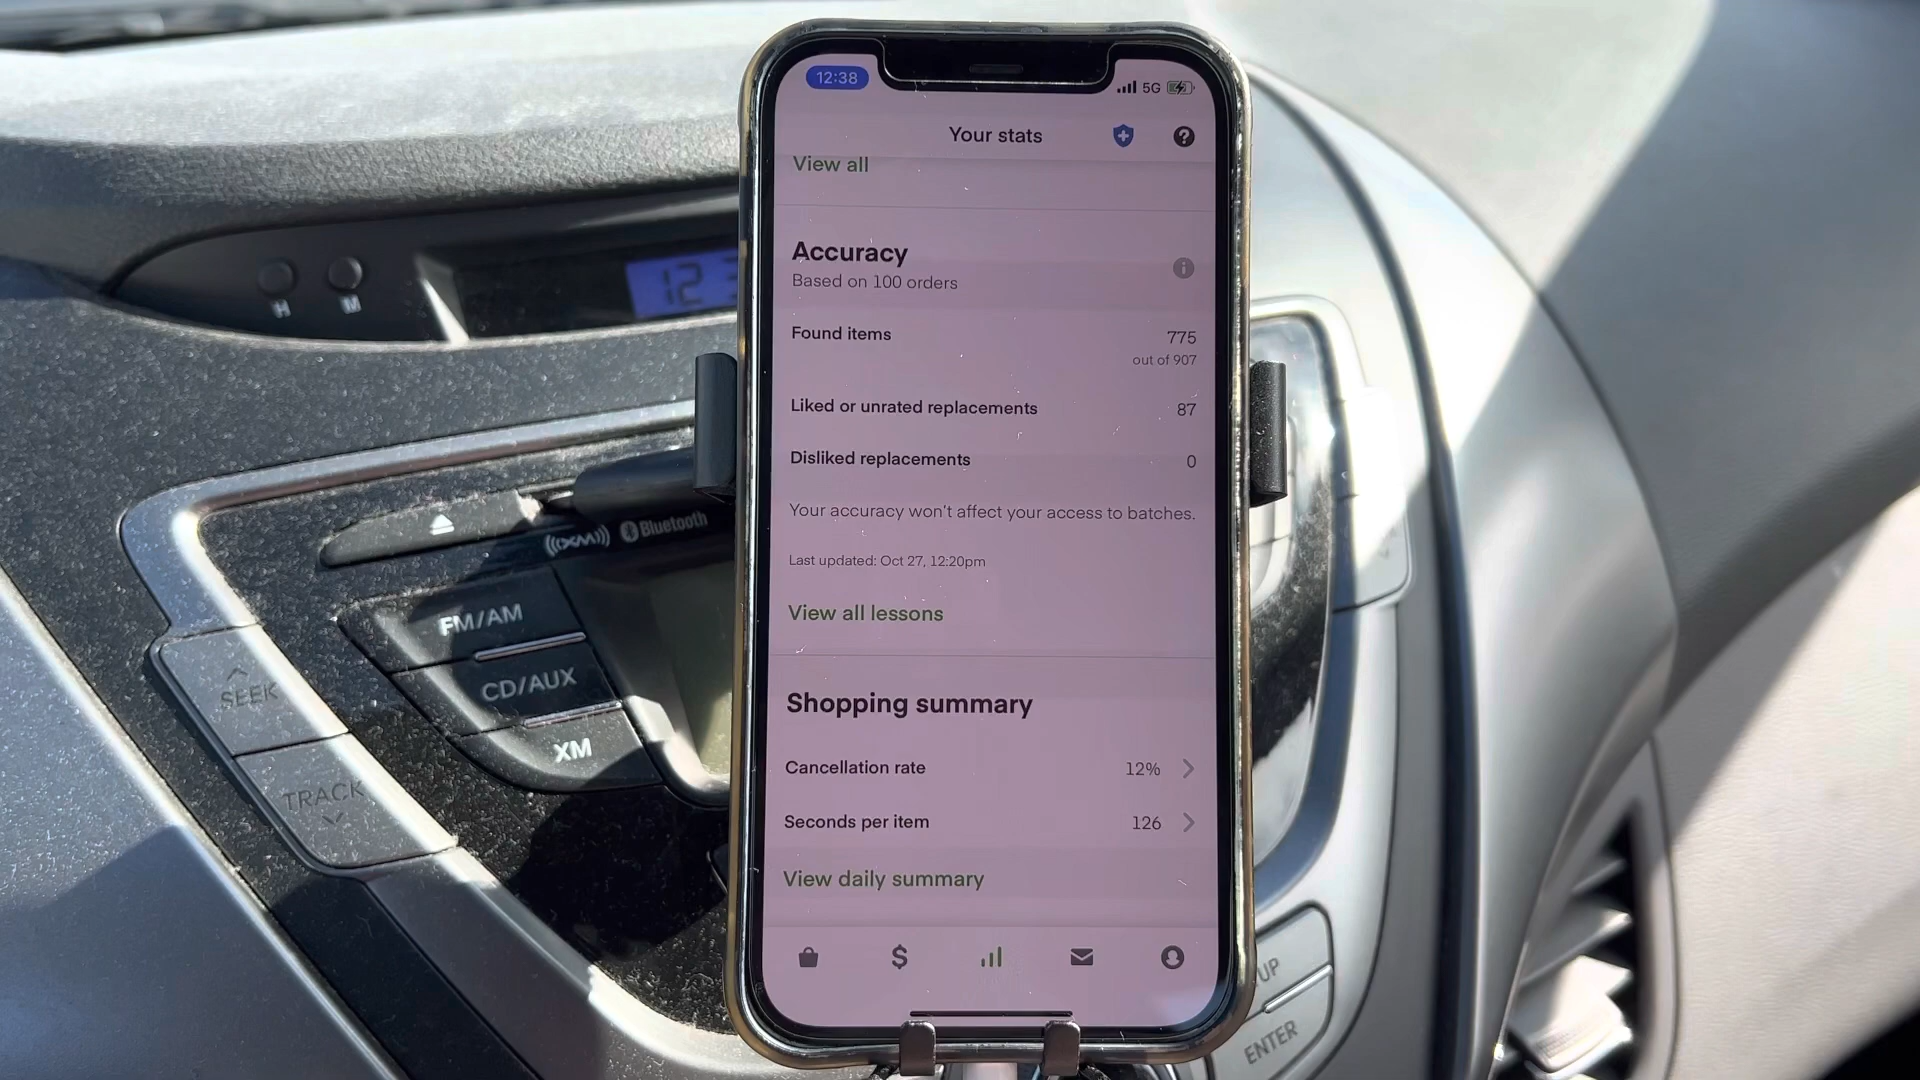 12:38
5G
Your stats
View all
Accuracy
Based on 100 orders
Found items
775
out of 907
Liked or unrated replacements
87
Disliked replacements
0
Your accuracy won't affect your access to batches.
Last updated: Oct 27, 12:20pm
View all lessons
Shopping summary
Cancellation rate
12%
Seconds per item
126
View daily summary
H
M
((XM))
Bluetooth
FM/AM
CD/AUX
XM
SEEK
TRACK
UP
ENTER